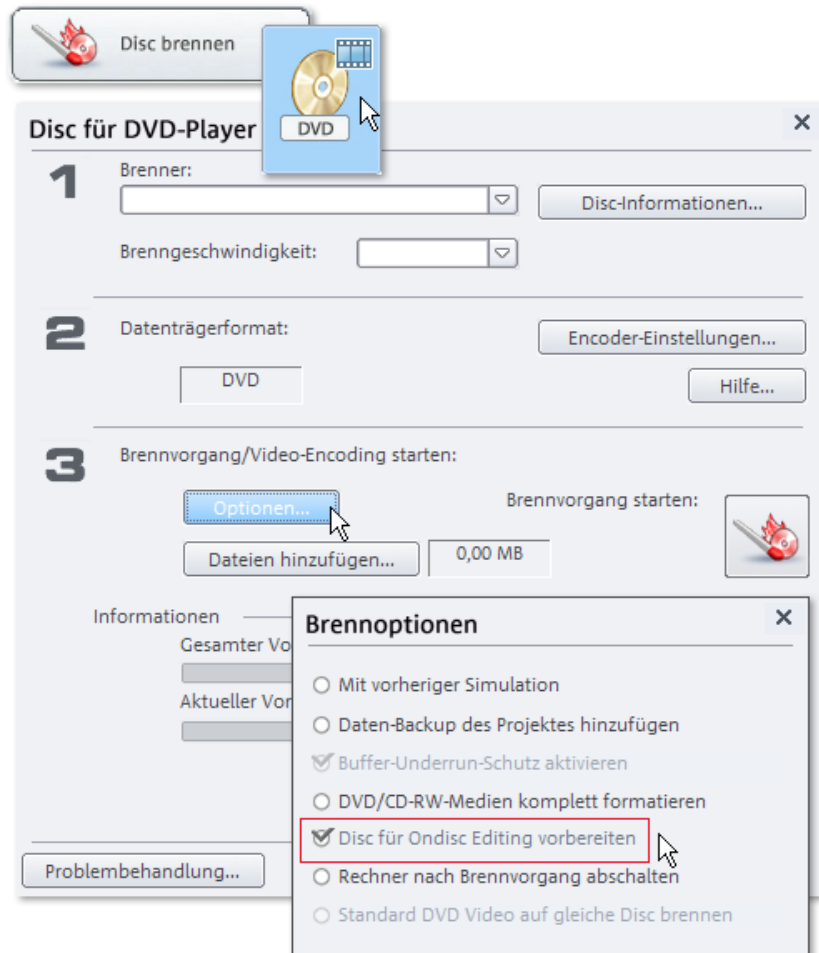 Disc brennen
DVD
Disc für DVD-Player
1
Brenner:
Disc-Informationen...
Brenngeschwindigkeit:
2
Datenträgerformat:
Encoder-Einstellungen...
DVD
Hilfe...
3
Brennvorgang/Video-Encoding starten:
Optionen...
Brennvorgang starten:
Dateien hinzufügen...
0,00 MB
Informationen
Gesamter Vo
Aktueller Vor
Brennoptionen
Mit vorheriger Simulation
Daten-Backup des Projektes hinzufügen
Buffer-Underrun-Schutz aktivieren
DVD/CD-RW-Medien komplett formatieren
Disc für Ondisc Editing vorbereiten
Rechner nach Brennvorgang abschalten
Standard DVD Video auf gleiche Disc brennen
Problembehandlung...